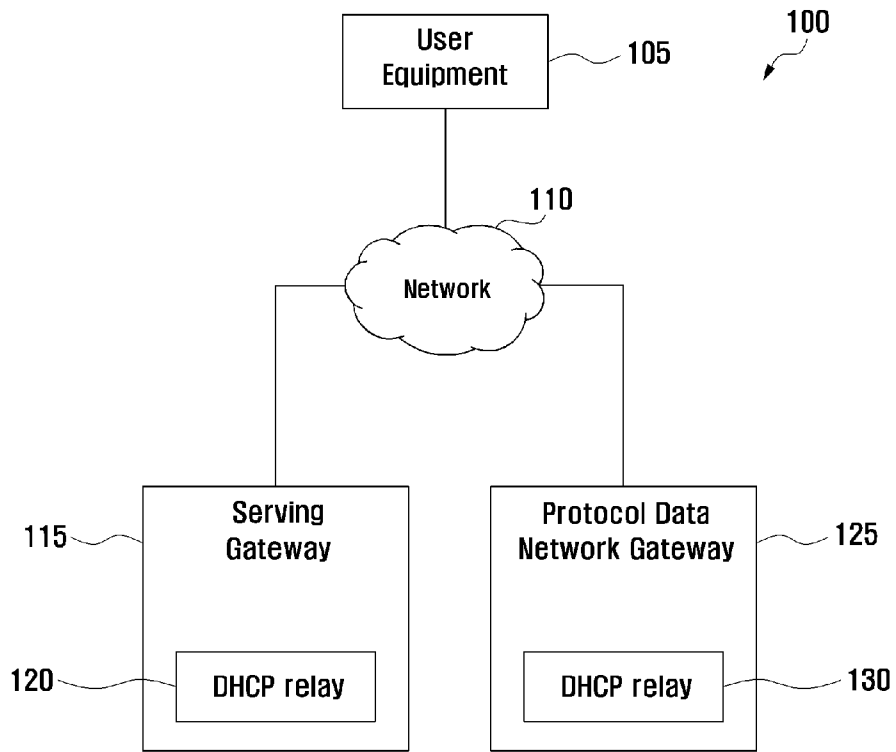 User
Equipment
105
100
110
Network
Serving
Gateway
115
Protocol Data
Network Gateway
125
120
DHCP relay
DHCP relay
130